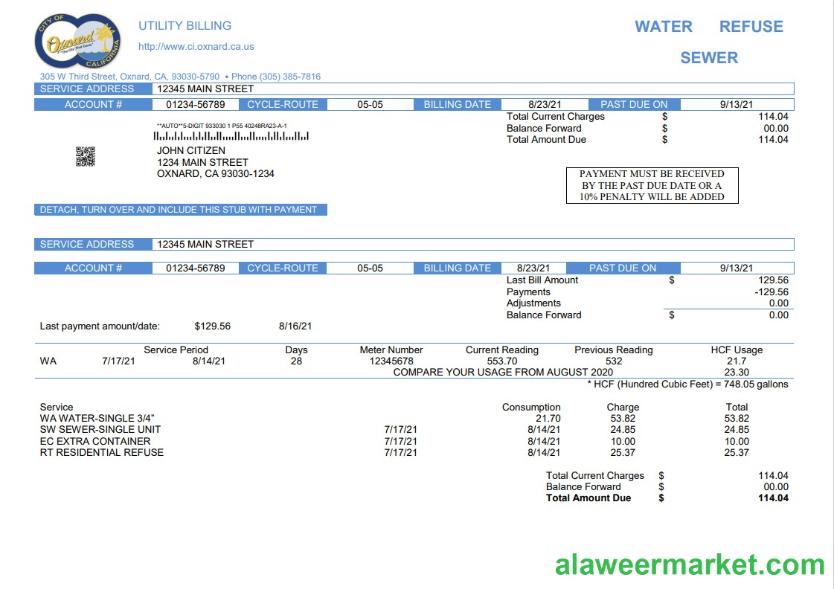 CITY OF
Oxnard
CALIFORNIA
UTILITY BILLING
http://www.ci.oxnard.ca.us
WATER REFUSE
SEWER
305 W Third Street, Oxnard, CA, 93030-5790 • Phone (305) 385-7816
SERVICE ADDRESS 12345 MAIN STREET
ACCOUNT # 01234-56789 CYCLE-ROUTE 05-05 BILLING DATE 8/23/21 PAST DUE ON 9/13/21
Total Current Charges $ 114.04
Balance Forward $ 00.00
Total Amount Due $ 114.04
**AUTO**5-DIGIT 933030 1 P55 40248RA23-A-1
JOHN CITIZEN
1234 MAIN STREET
OXNARD, CA 93030-1234
PAYMENT MUST BE RECEIVED
BY THE PAST DUE DATE OR A
10% PENALTY WILL BE ADDED
DETACH, TURN OVER AND INCLUDE THIS STUB WITH PAYMENT
SERVICE ADDRESS 12345 MAIN STREET
ACCOUNT # 01234-56789 CYCLE-ROUTE 05-05 BILLING DATE 8/23/21 PAST DUE ON 9/13/21
Last Bill Amount $ 129.56
Payments -129.56
Adjustments 0.00
Balance Forward $ 0.00
Last payment amount/date: $129.56 8/16/21
Service Period Days Meter Number Current Reading Previous Reading HCF Usage
WA 7/17/21 8/14/21 28 12345678 553.70 532 21.7
COMPARE YOUR USAGE FROM AUGUST 2020 23.30
* HCF (Hundred Cubic Feet) = 748.05 gallons
Service Consumption Charge Total
WA WATER-SINGLE 3/4" 21.70 53.82 53.82
SW SEWER-SINGLE UNIT 7/17/21 8/14/21 24.85 24.85
EC EXTRA CONTAINER 7/17/21 8/14/21 10.00 10.00
RT RESIDENTIAL REFUSE 7/17/21 8/14/21 25.37 25.37
Total Current Charges $ 114.04
Balance Forward $ 00.00
Total Amount Due $ 114.04
alaweermarket.com